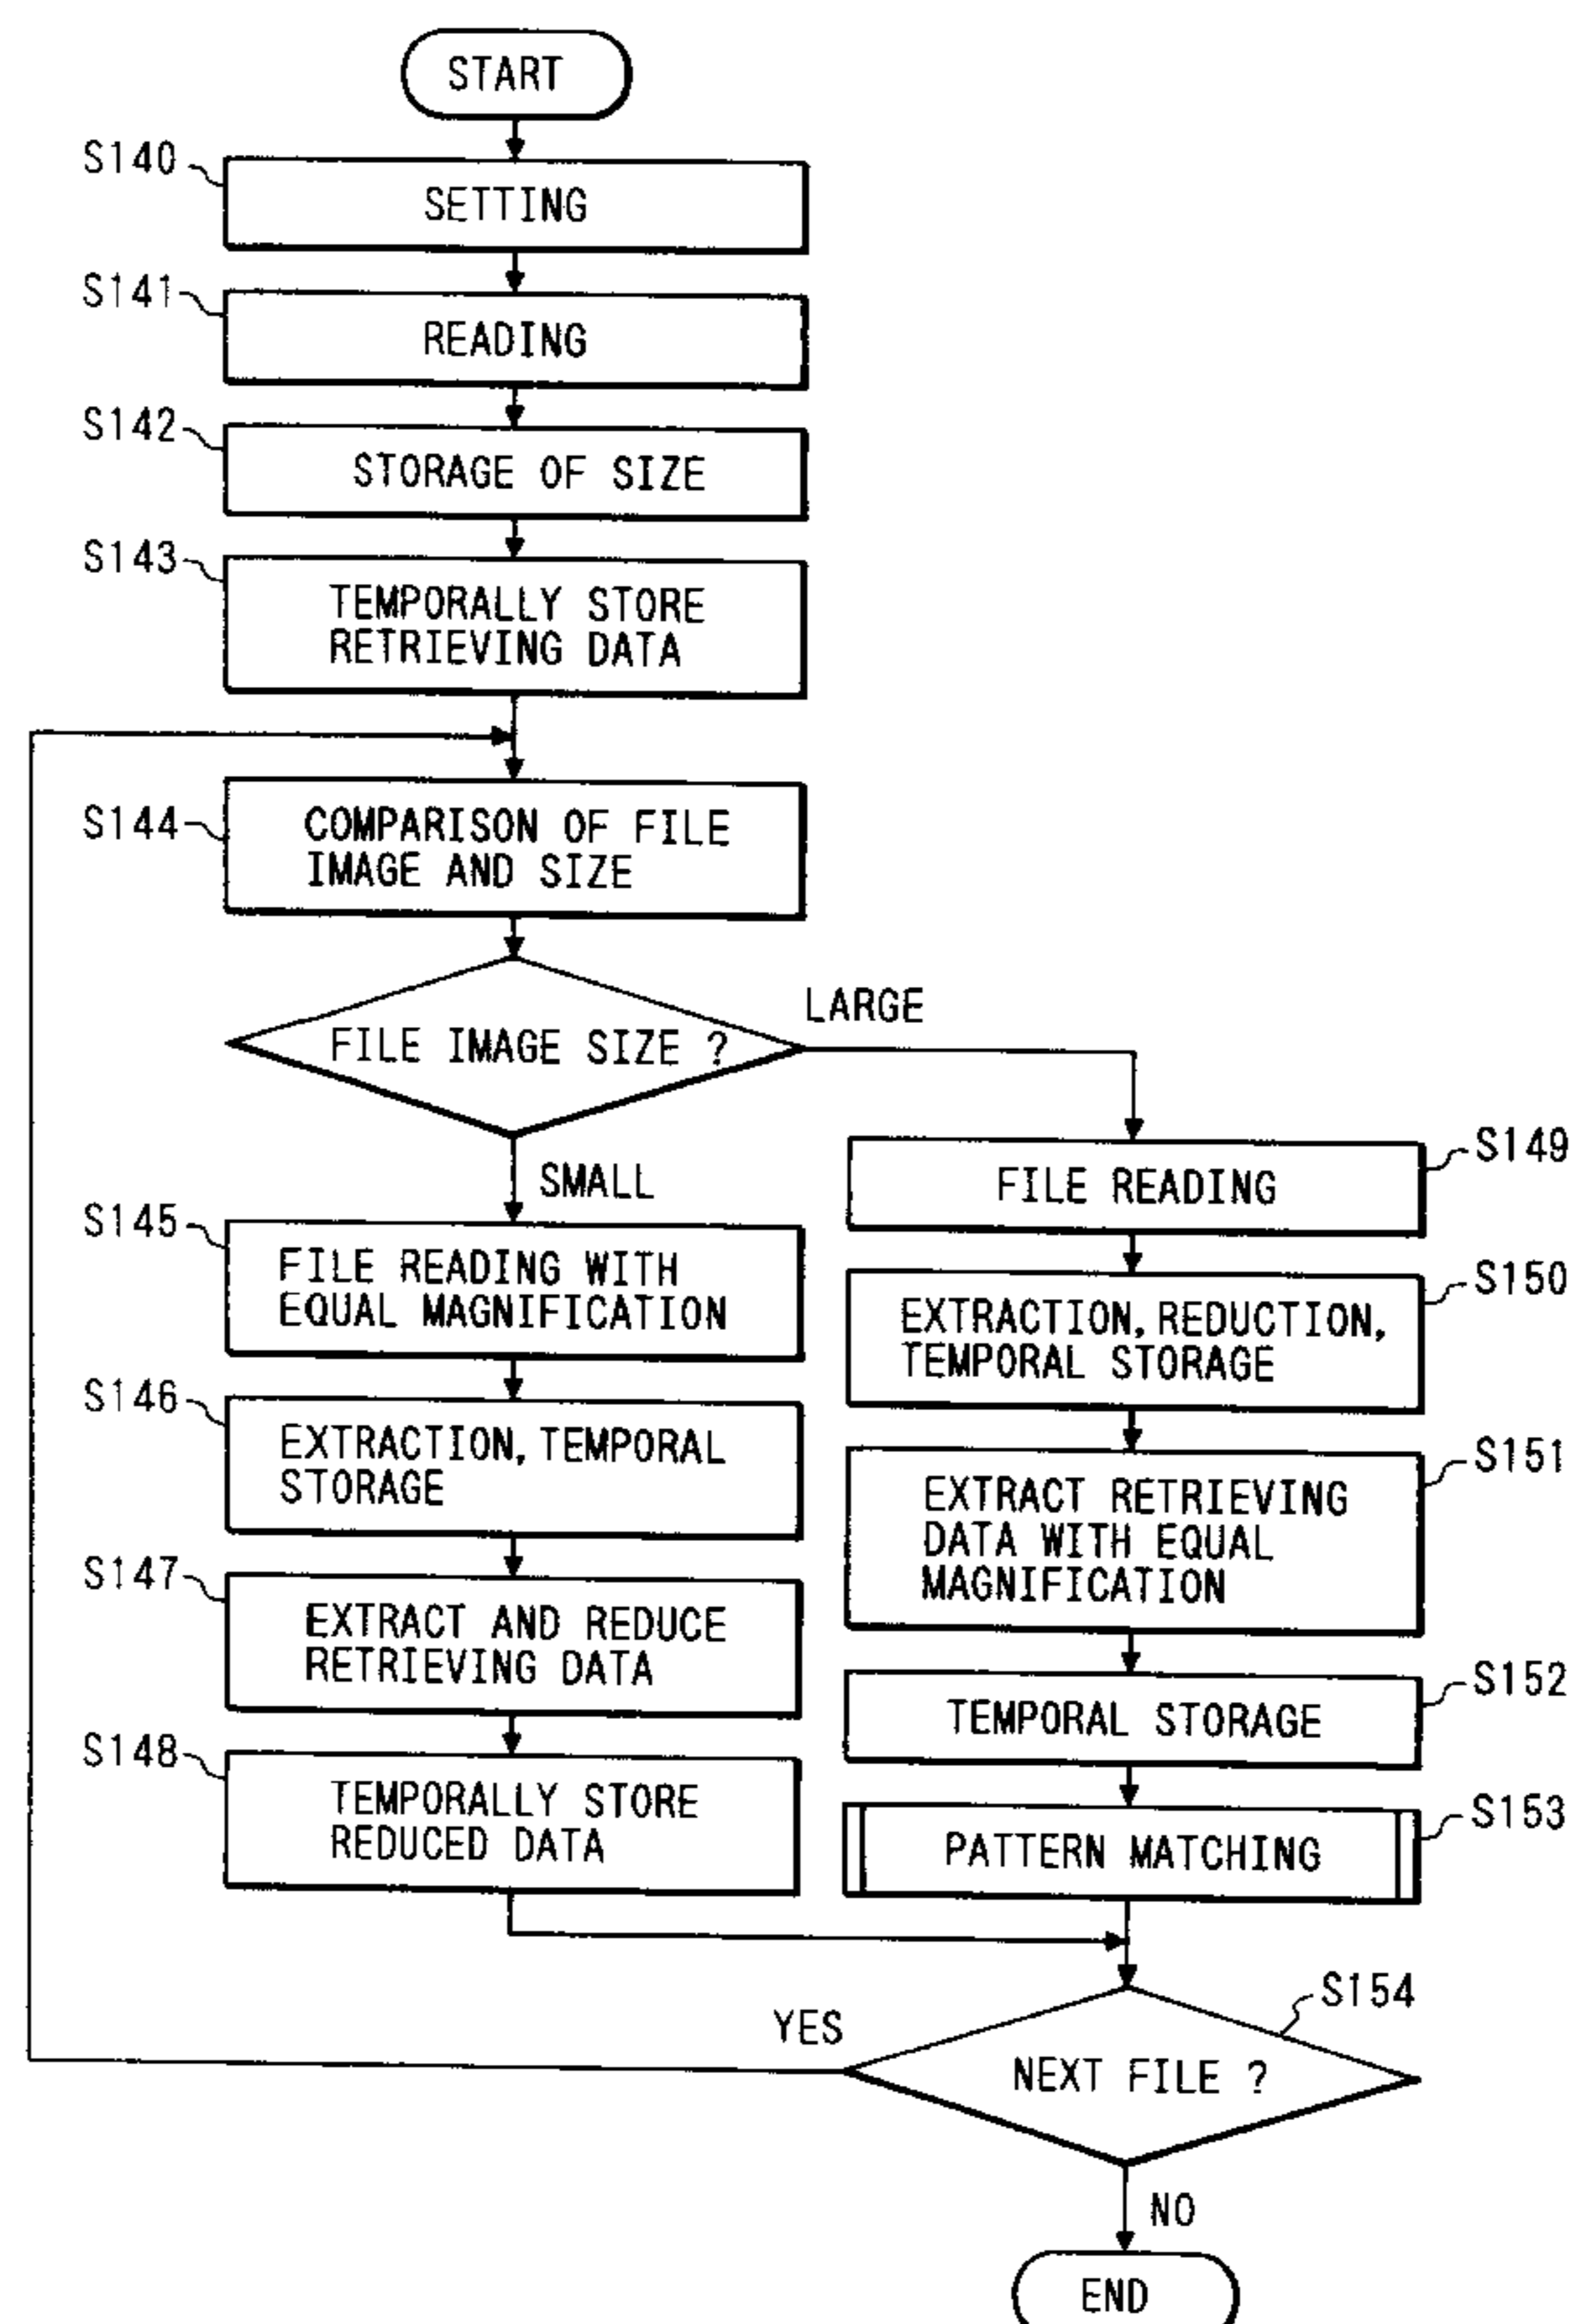 START
S140
SETTING
S141
READING
S142
STORAGE OF SIZE
S143
TEMPORALLY STORE
RETRIEVING DATA
S144
COMPARISON OF FILE
IMAGE AND SIZE
FILE IMAGE SIZE ?
LARGE
SMALL
S145
FILE READING WITH
EQUAL MAGNIFICATION
S146
EXTRACTION, TEMPORAL
STORAGE
S147
EXTRACT AND REDUCE
RETRIEVING DATA
S148
TEMPORALLY STORE
REDUCED DATA
S149
FILE READING
S150
EXTRACTION, REDUCTION,
TEMPORAL STORAGE
S151
EXTRACT RETRIEVING
DATA WITH EQUAL
MAGNIFICATION
S152
TEMPORAL STORAGE
S153
PATTERN MATCHING
S154
YES
NEXT FILE ?
NO
END